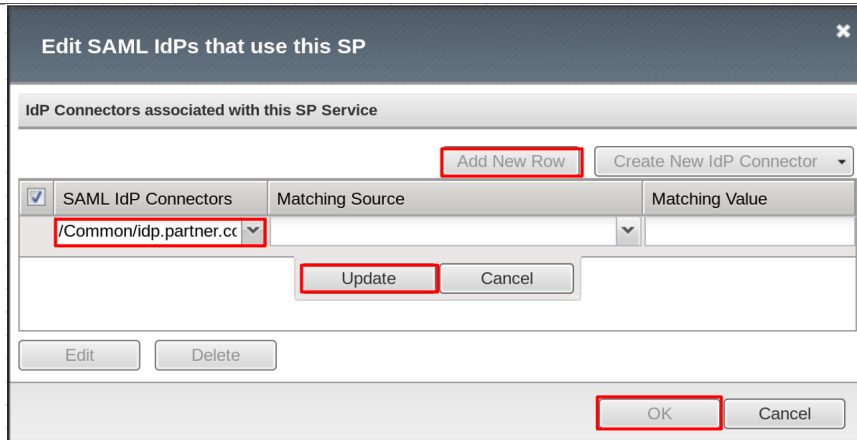 Edit SAML IdPs that use this SP
IdP Connectors associated with this SP Service
Add New Row Create New IdP Connector
SAML IdP Connectors Matching Source Matching Value
/Common/idp.partner.co
Update Cancel
Edit Delete
OK Cancel